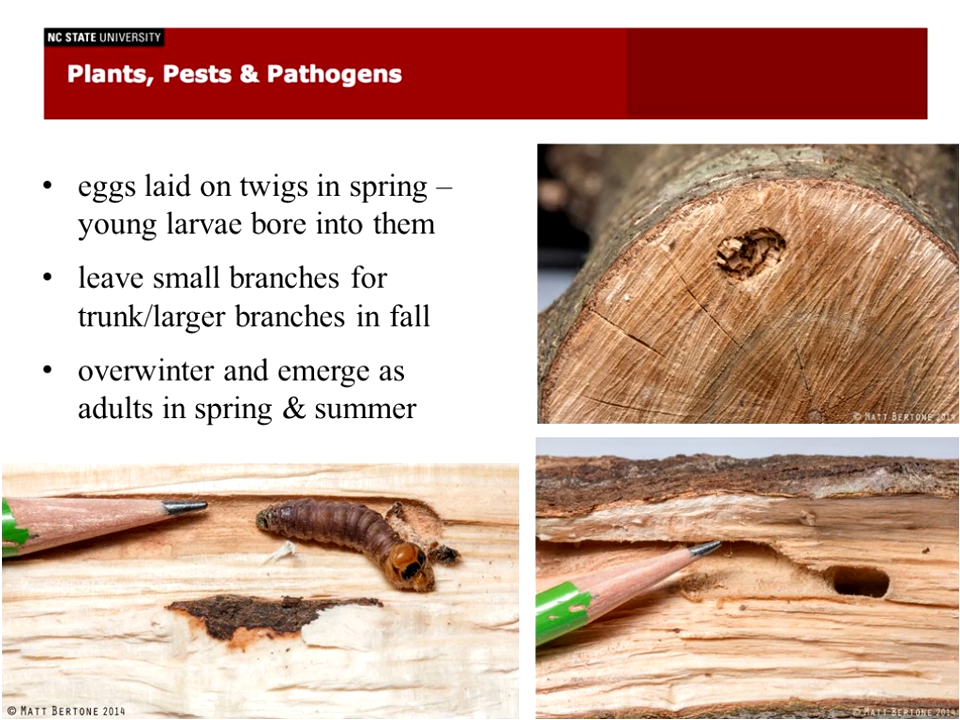 NC STATE UNIVERSITY
Plants, Pests & Pathogens
• eggs laid on twigs in spring –
young larvae bore into them
• leave small branches for
trunk/larger branches in fall
• overwinter and emerge as
adults in spring & summer
© MATT BERTONE 2014
© MATT BERTONE 2014
© MATT BERTONE 2014